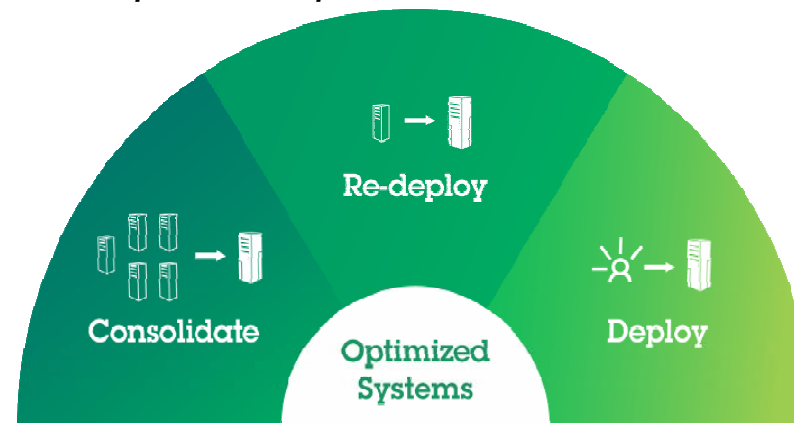 Re-deploy
Consolidate
Deploy
Optimized
Systems